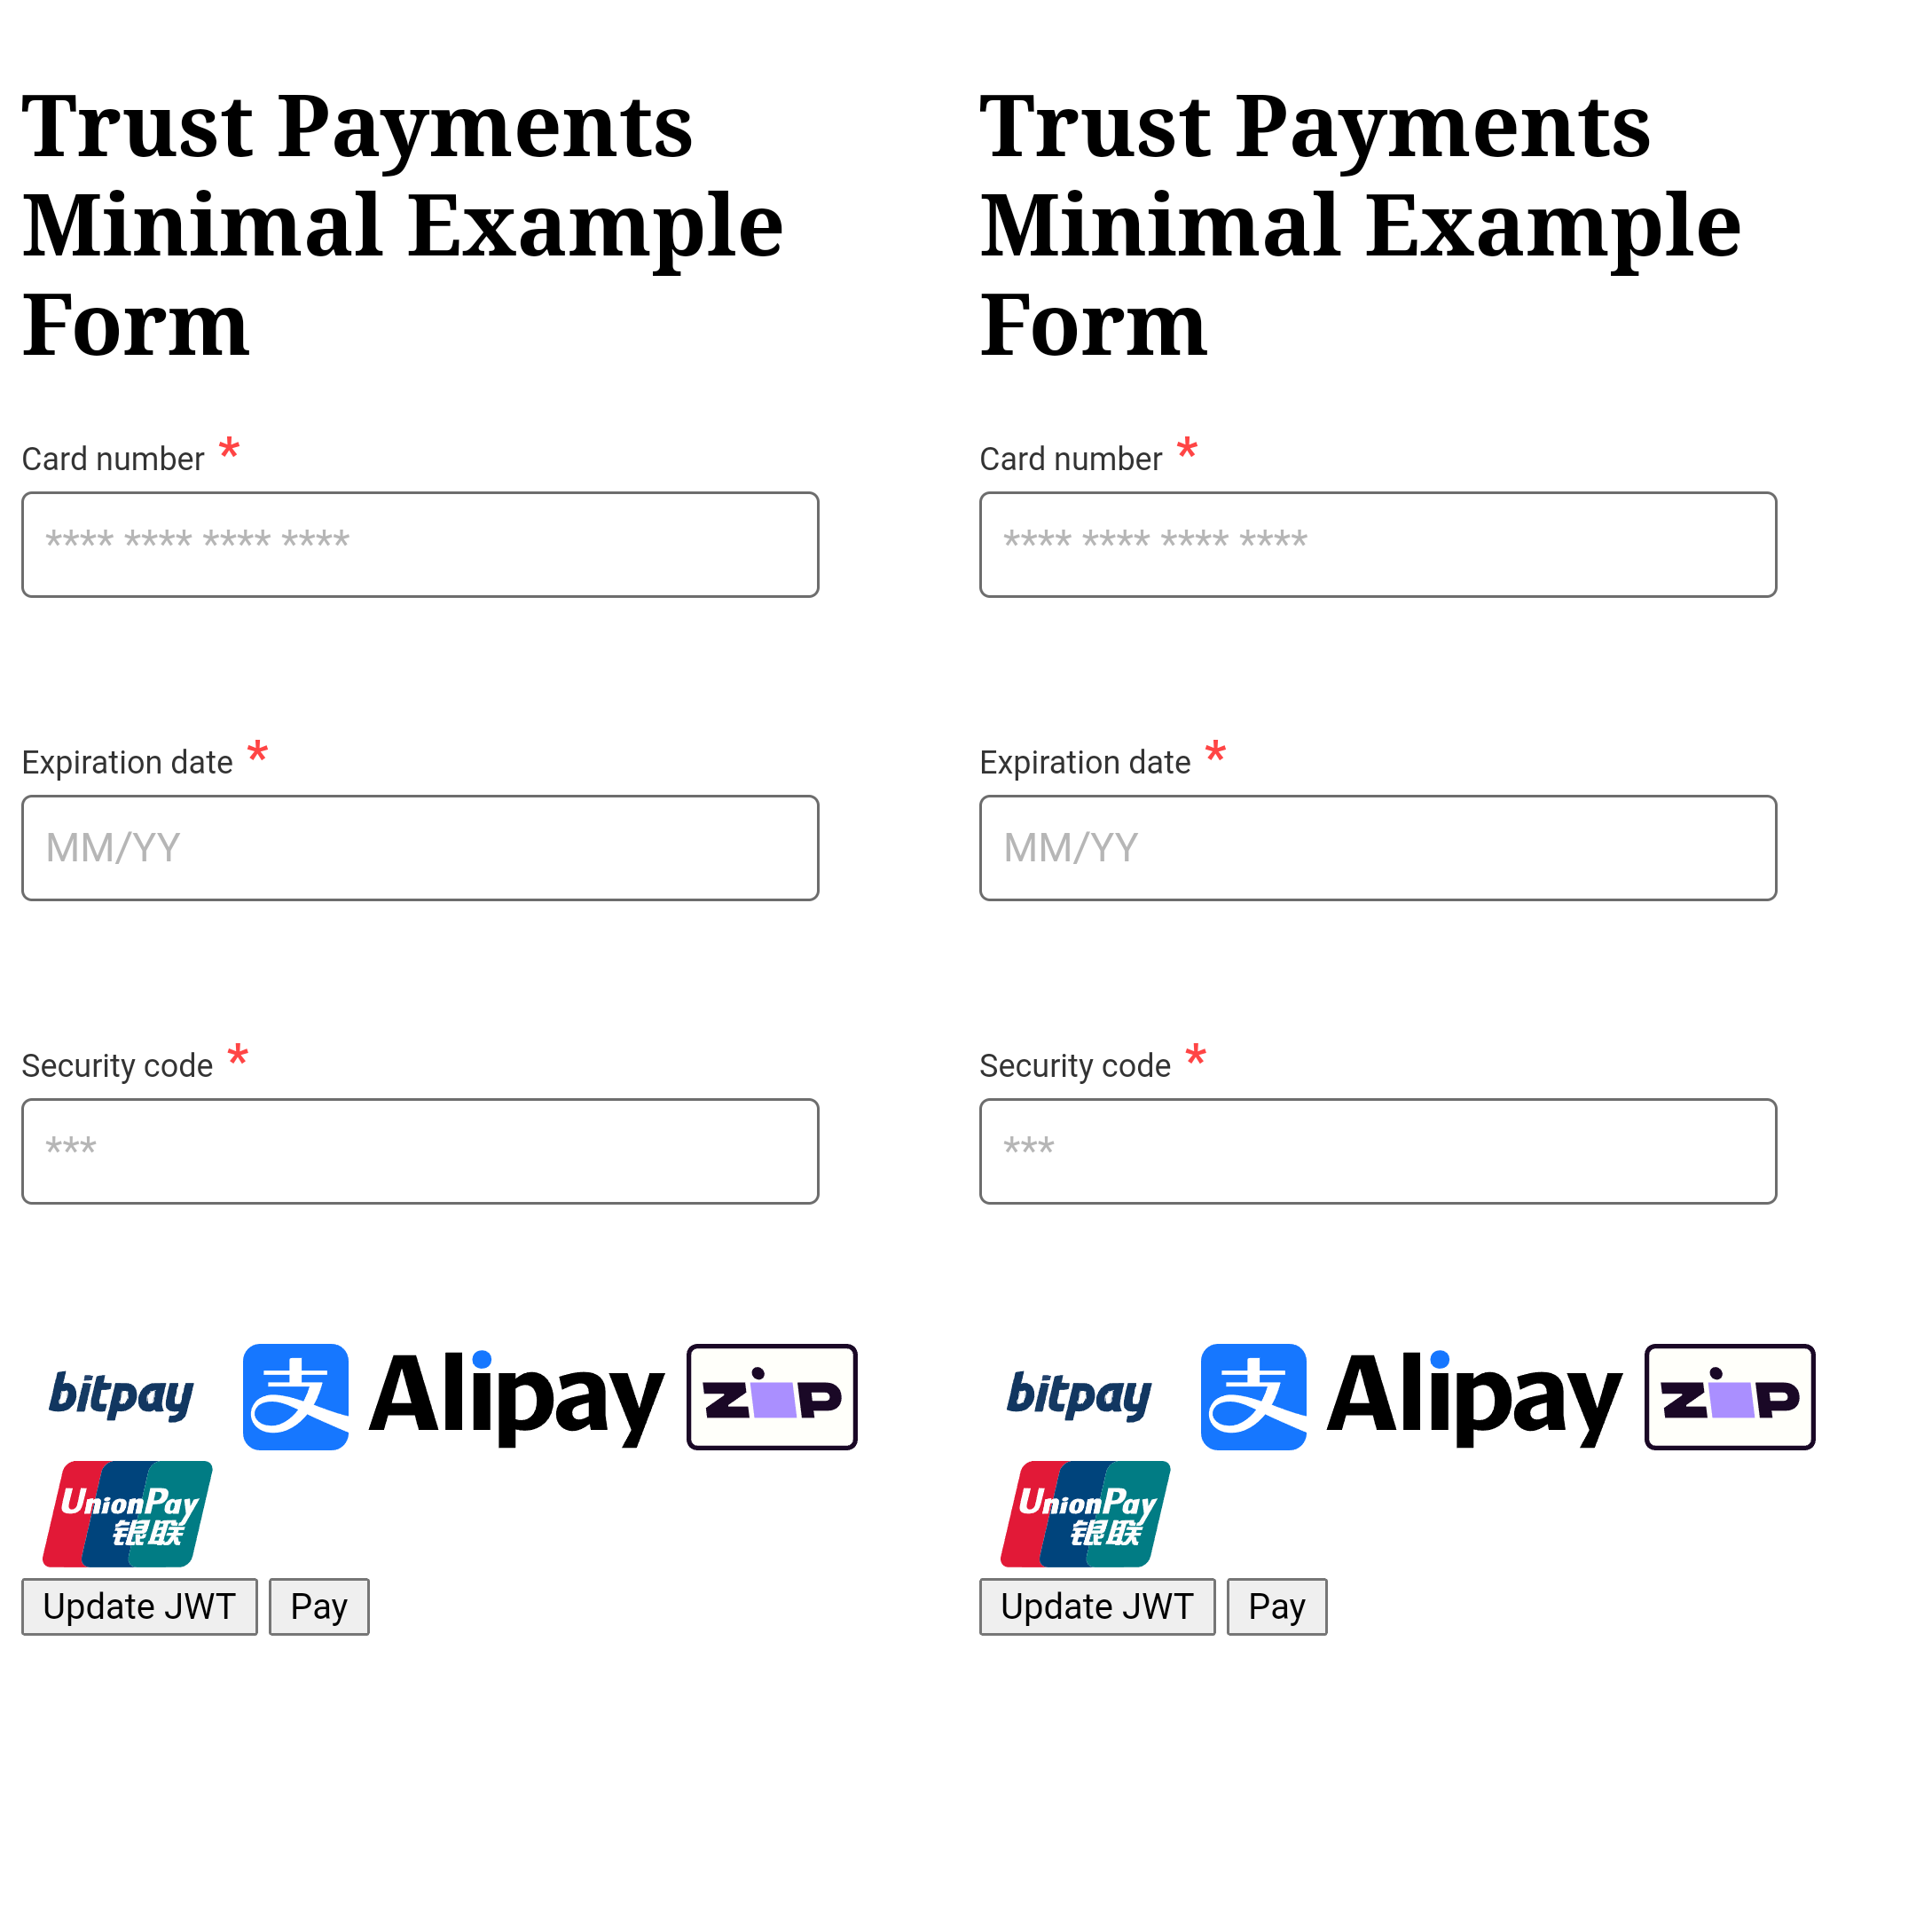 Trust Payments
Minimal Example
Form
Card number *
**** **** **** ****
Expiration date *
MM/YY
Security code *
***
bitpay 支 Alipay ZIP
UnionPay
银联
Update JWT Pay
Trust Payments
Minimal Example
Form
Card number *
**** **** **** ****
Expiration date *
MM/YY
Security code *
***
bitpay 支 Alipay ZIP
UnionPay
银联
Update JWT Pay